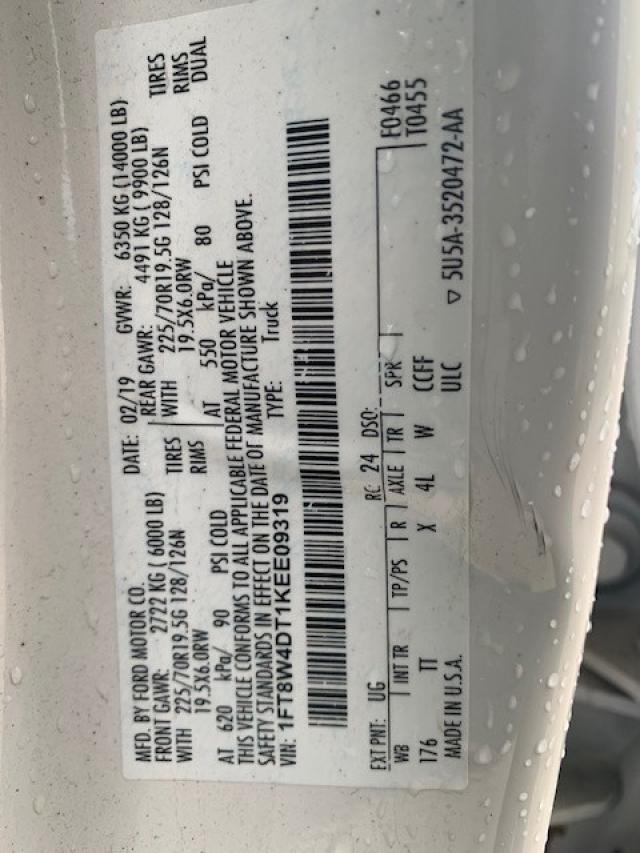 MFD. BY FORD MOTOR CO.
DATE: 02/19 GVWR: 6350 KG (14000 LB)
FRONT GAWR: 2722 KG ( 6000 LB) REAR GAWR: 4491 KG ( 9900 LB)
WITH 225/70R19.5G 128/126N TIRES WITH 225/70R19.5G 128/126N TIRES
19.5X6.0RW RIMS 19.5X6.0RW RIMS
AT 620 kPa/ 90 PSI COLD AT 550 kPa/ 80 PSI COLD DUAL
THIS VEHICLE CONFORMS TO ALL APPLICABLE FEDERAL MOTOR VEHICLE
SAFETY STANDARDS IN EFFECT ON THE DATE OF MANUFACTURE SHOWN ABOVE.
VIN: 1FT8W4DT1KEE09319 TYPE: Truck
EXT PNT: UG RC: 24 DSO: F0466
WB INT TR TP/PS R AXLE TR SPR T0455
176 TT X 4L W CCFF
MADE IN U.S.A. ULC ▽ 5U5A-3520472-AA